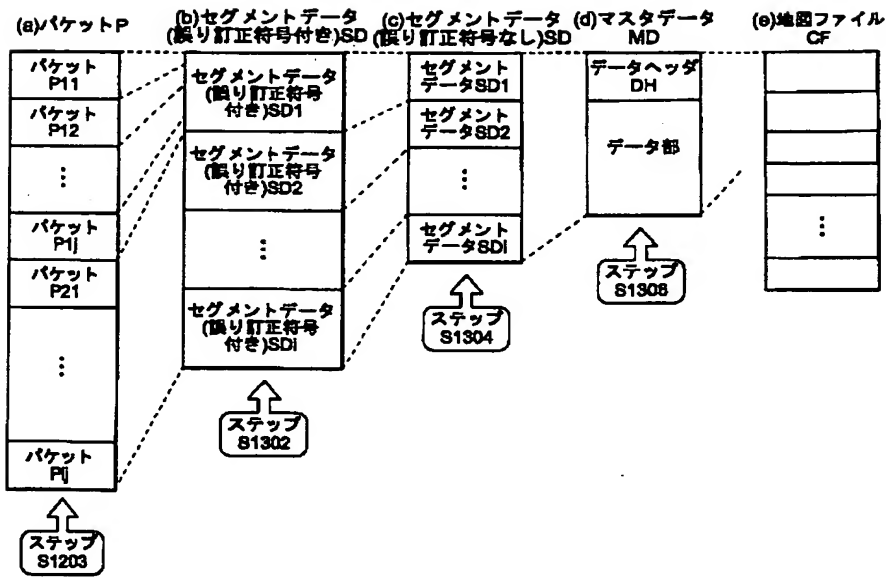 (a)パケットP
パケット
P11
パケット
P12
⋮
パケット
P1j
パケット
P21
⋮
パケット
Pij
ステップ
S1203
(b)セグメントデータ
(誤り訂正符号付き)SD
セグメントデータ
(誤り訂正符号
付き)SD1
セグメントデータ
(誤り訂正符号
付き)SD2
⋮
セグメントデータ
(誤り訂正符号
付き)SDi
ステップ
S1302
(c)セグメントデータ
(誤り訂正符号なし)SD
セグメント
データSD1
セグメント
データSD2
⋮
セグメント
データSDi
ステップ
S1304
(d)マスタデータ
MD
データヘッダ
DH
データ部
ステップ
S1308
(e)地図ファイル
CF
⋮